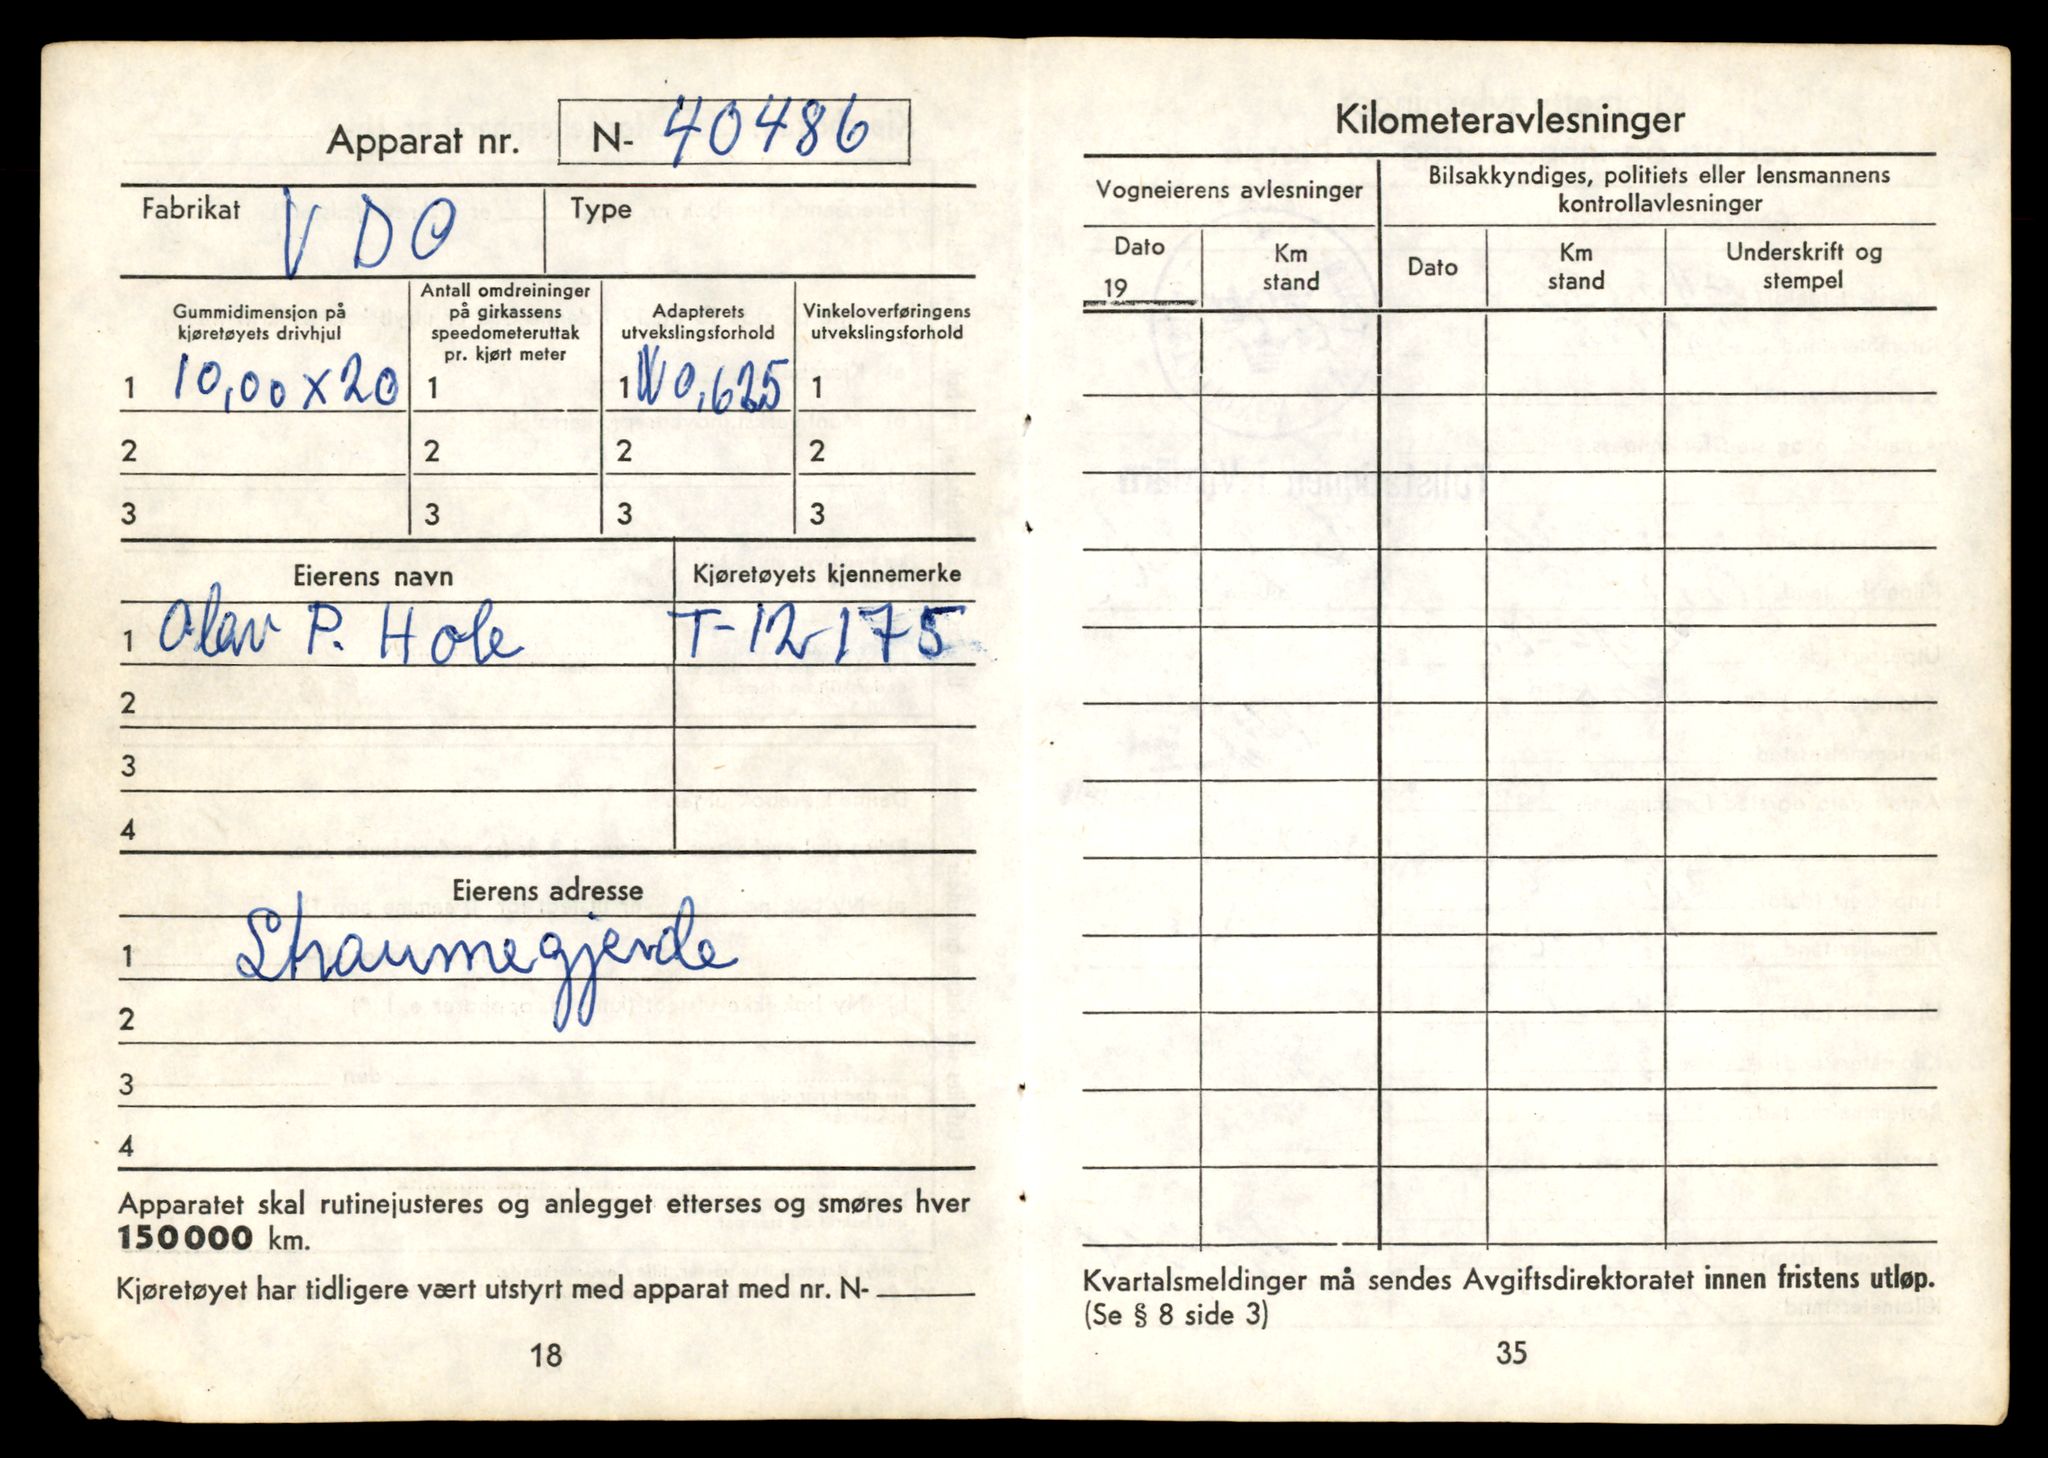 Apparat nr. N- 40486
Fabrikat VDO Type
Gummidimensjon på kjøretøyets drivhjul
Antall omdreininger på girkassens speedometeruttak pr. kjørt meter
Adapterets utvekslingsforhold
Vinkeloverføringens utvekslingsforhold
1 10,00 x 20 1 1 0,625 1
2 2 2 2
3 3 3 3
Eierens navn Kjøretøyets kjennemerke
1 Olav P. Hole T-12175
2
3
4
Eierens adresse
1 Straumegjerde
2
3
4
Apparatet skal rutinejusteres og anlegget etterses og smøres hver
150000 km.
Kjøretøyet har tidligere vært utstyrt med apparat med nr. N-
18
Kilometeravlesninger
Vogneierens avlesninger
Bilsakkyndiges, politiets eller lensmannens
kontrollavlesninger
Dato
19
Km
stand
Dato
Km
stand
Underskrift og
stempel
Kvartalsmeldinger må sendes Avgiftsdirektoratet innen fristens utløp.
(Se § 8 side 3)
35